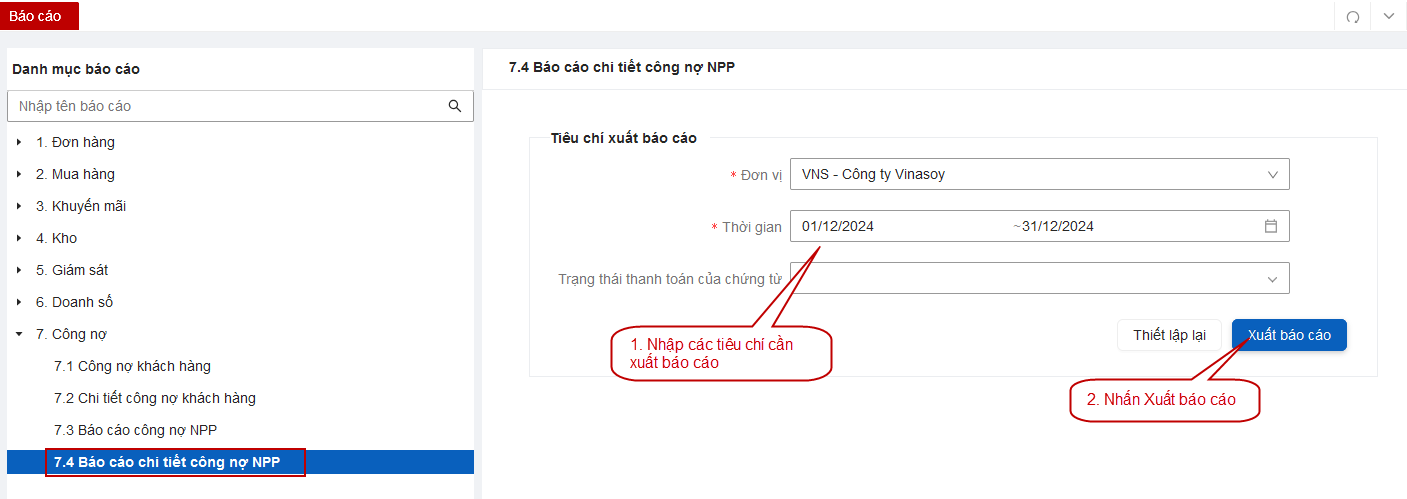 Báo cáo
Danh mục báo cáo
Nhập tên báo cáo
1. Đơn hàng
2. Mua hàng
3. Khuyến mãi
4. Kho
5. Giám sát
6. Doanh số
7. Công nợ
7.1 Công nợ khách hàng
7.2 Chi tiết công nợ khách hàng
7.3 Báo cáo công nợ NPP
7.4 Báo cáo chi tiết công nợ NPP
7.4 Báo cáo chi tiết công nợ NPP
Tiêu chí xuất báo cáo
* Đơn vị VNS - Công ty Vinasoy
* Thời gian 01/12/2024 ~31/12/2024
Trạng thái thanh toán của chứng từ
Thiết lập lại Xuất báo cáo
1. Nhập các tiêu chí cần
xuất báo cáo
2. Nhấn Xuất báo cáo